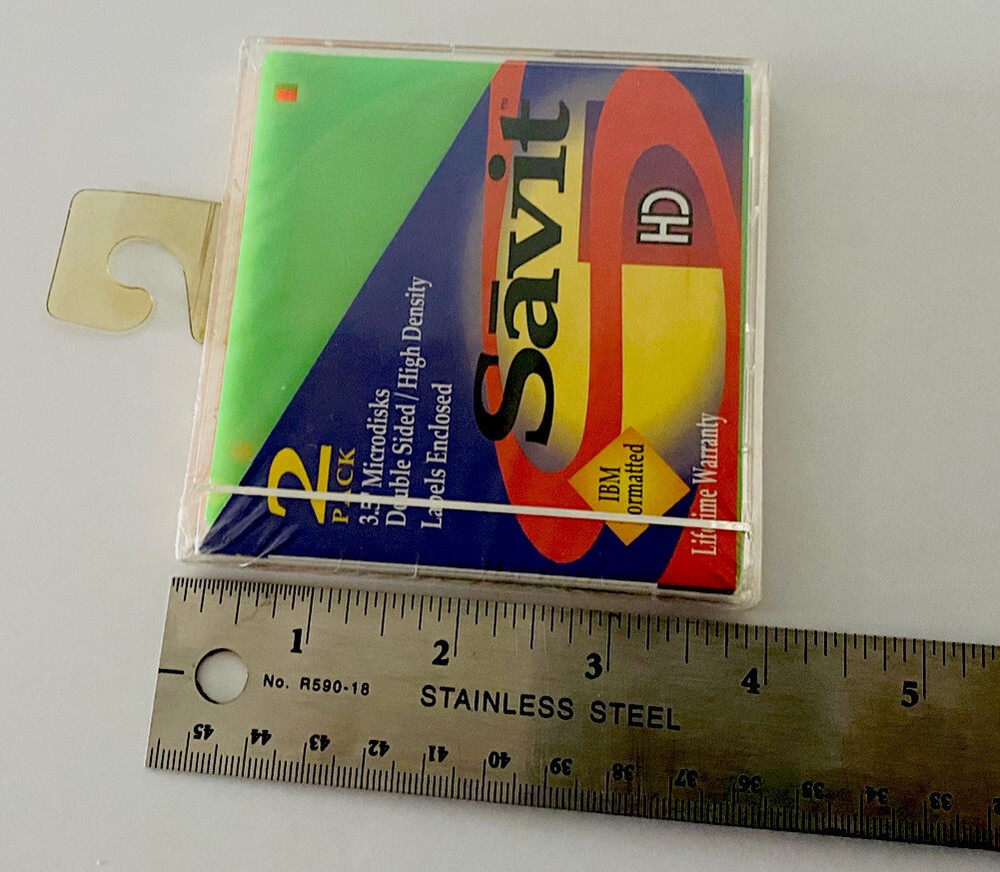 Sāvit™
HD
2
PACK
3.5" Microdisks
Double Sided / High Density
Labels Enclosed
IBM
Formatted
Lifetime Warranty
1 2 3 4 5
No. R590-18
STAINLESS STEEL
45 44 43 42 41 40 39 38 37 36 35 34 33